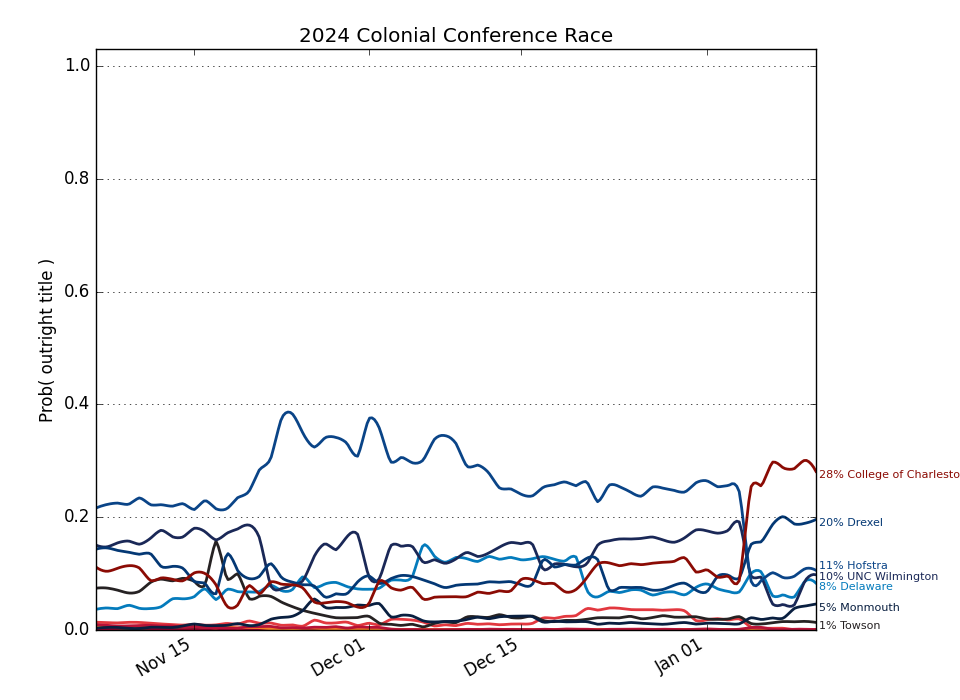 2024 Colonial Conference Race
Prob( outright title )
1.0
0.8
0.6
0.4
0.2
0.0
Nov 15
Dec 01
Dec 15
Jan 01
28% College of Charlesto
20% Drexel
11% Hofstra
10% UNC Wilmington
8% Delaware
5% Monmouth
1% Towson